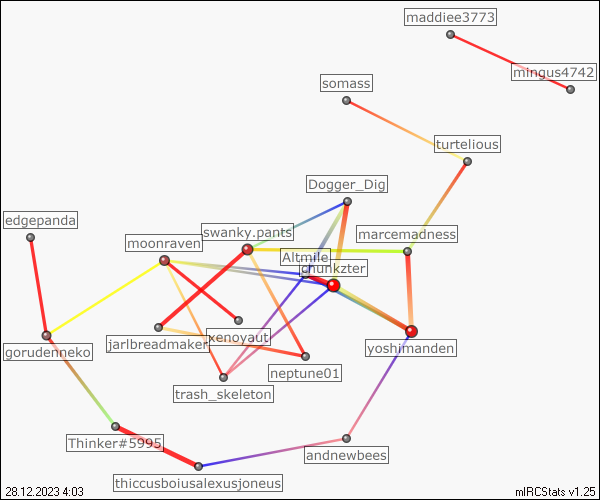 maddiee3773
mingus4742
somass
turtelious
Dogger_Dig
edgepanda
swanky.pants
marcemadness
moonraven
Altmile
chunkzter
jarlbreadmaker
xenoyaut
gorudenneko
yoshimanden
neptune01
trash_skeleton
Thinker#5995
andnewbees
thiccusboiusalexusjoneus
28.12.2023 4:03
mIRCStats v1.25